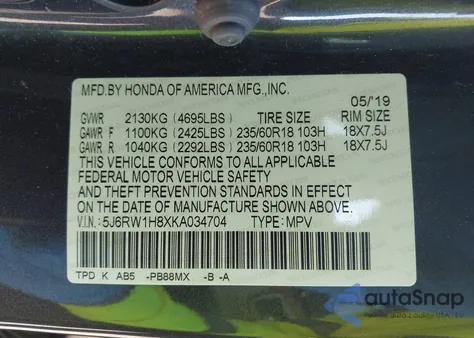 MFD.BY HONDA OF AMERICA MFG.,INC.
05/'19
GVWR 2130KG (4695LBS) TIRE SIZE RIM SIZE
GAWR F 1100KG (2425LBS) 235/60R18 103H 18X7.5J
GAWR R 1040KG (2292LBS) 235/60R18 103H 18X7.5J
THIS VEHICLE CONFORMS TO ALL APPLICABLE
FEDERAL MOTOR VEHICLE SAFETY
AND THEFT PREVENTION STANDARDS IN EFFECT
ON THE DATE OF MANUFACTURE SHOWN ABOVE.
V.I.N.: 5J6RW1H8XKA034704 TYPE: MPV
TPD K AB5 -PB88MX -B -A
autoSnap